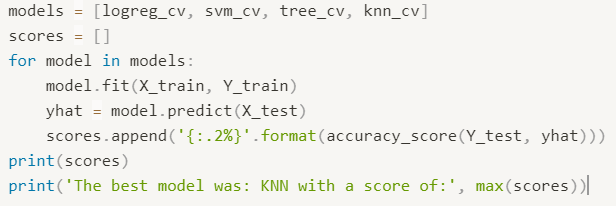 models = [logreg_cv, svm_cv, tree_cv, knn_cv]
scores = []
for model in models:
    model.fit(X_train, Y_train)
    yhat = model.predict(X_test)
    scores.append('{:.2%}'.format(accuracy_score(Y_test, yhat)))
print(scores)
print('The best model was: KNN with a score of:', max(scores))